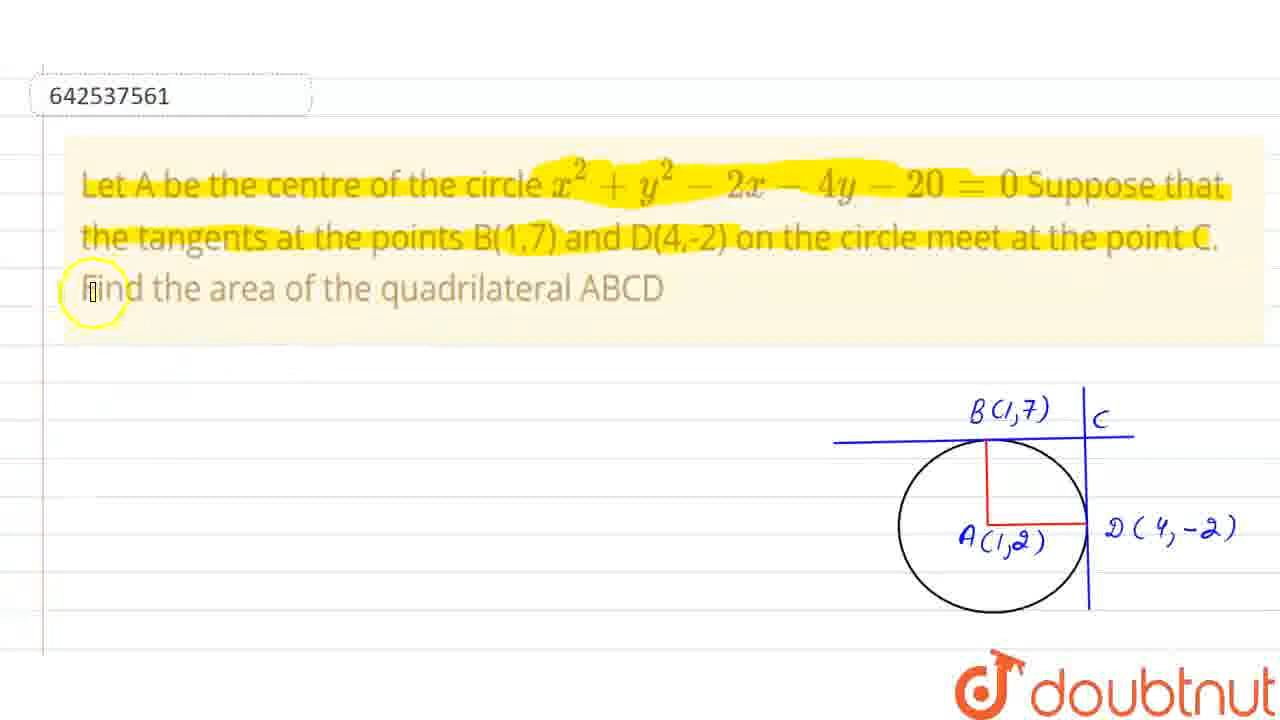 642537561
Let A be the centre of the circle x² + y² − 2x − 4y − 20 = 0 Suppose that
the tangents at the points B(1,7) and D(4,-2) on the circle meet at the point C.
Find the area of the quadrilateral ABCD
B(1,7)
C
A(1,2)
D(4,-2)
doubtnut